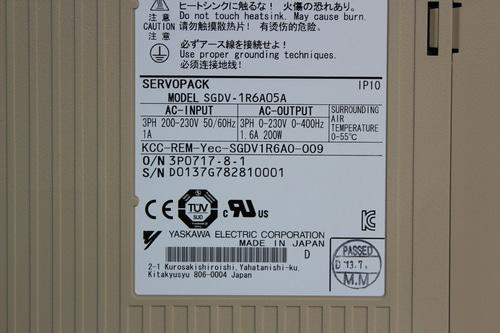 注意 ヒートシンクに触るな! 火傷の恐れあり。
CAUTION Do not touch heatsink. May cause burn.
注意 请勿触摸散热片! 有烫伤的危险。
必ずアース線を接続せよ!
Use proper grounding techniques.
必须连接地线!
SERVOPACK IP10
MODEL SGDV-1R6A05A
AC-INPUT AC-OUTPUT SURROUNDING AIR TEMPERATURE 0-55°C
3PH 200-230V 50/60Hz 3PH 0-230V 0-400Hz
1A 1.6A 200W
KCC-REM-Yec-SGDV1R6A0-009
O/N 3P0717-8-1
S/N D0137G782810001
CE TÜV SÜD c RU US
YASKAWA ELECTRIC CORPORATION
MADE IN JAPAN
D
2-1 Kurosakishiroishi, Yahatanishi-ku,
Kitakyusyu 806-0004 Japan
PASSED
D '13.7.
M.M